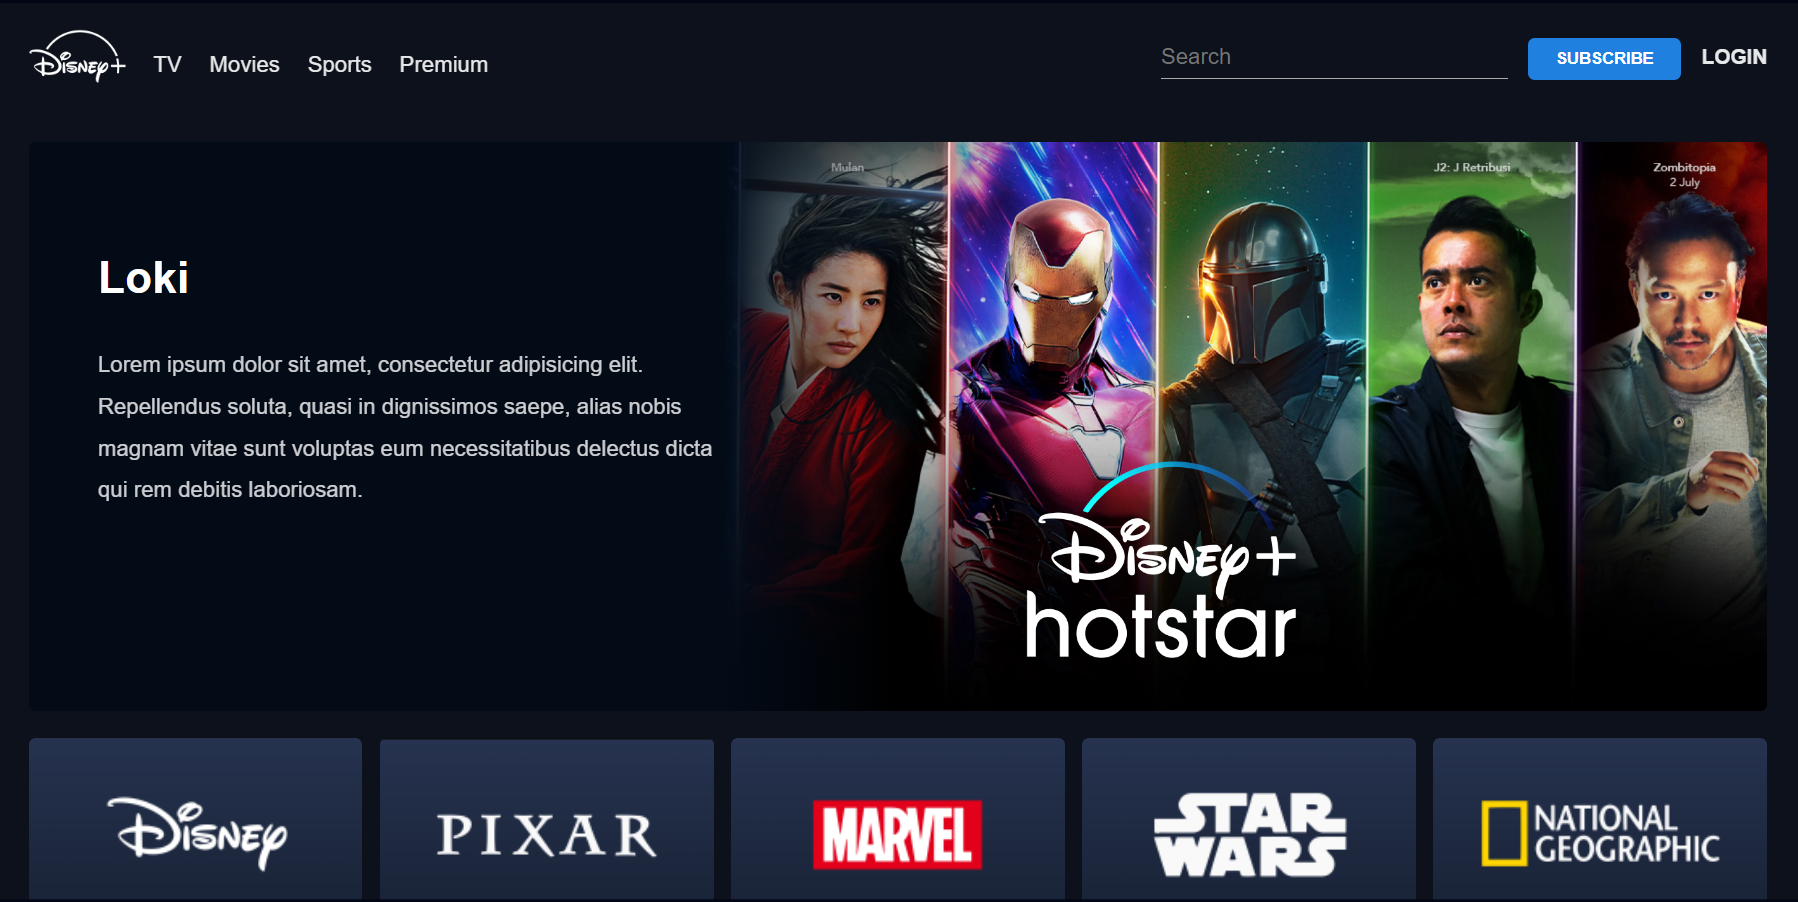 Disney+
TV Movies Sports Premium
Search
SUBSCRIBE
LOGIN
Mulan
J2: J Retribusi
Zombitopia
2 July
Loki
Lorem ipsum dolor sit amet, consectetur adipisicing elit.
Repellendus soluta, quasi in dignissimos saepe, alias nobis
magnam vitae sunt voluptas eum necessitatibus delectus dicta
qui rem debitis laboriosam.
Disney+
hotstar
Disney
PIXAR
MARVEL
STAR
WARS
NATIONAL
GEOGRAPHIC